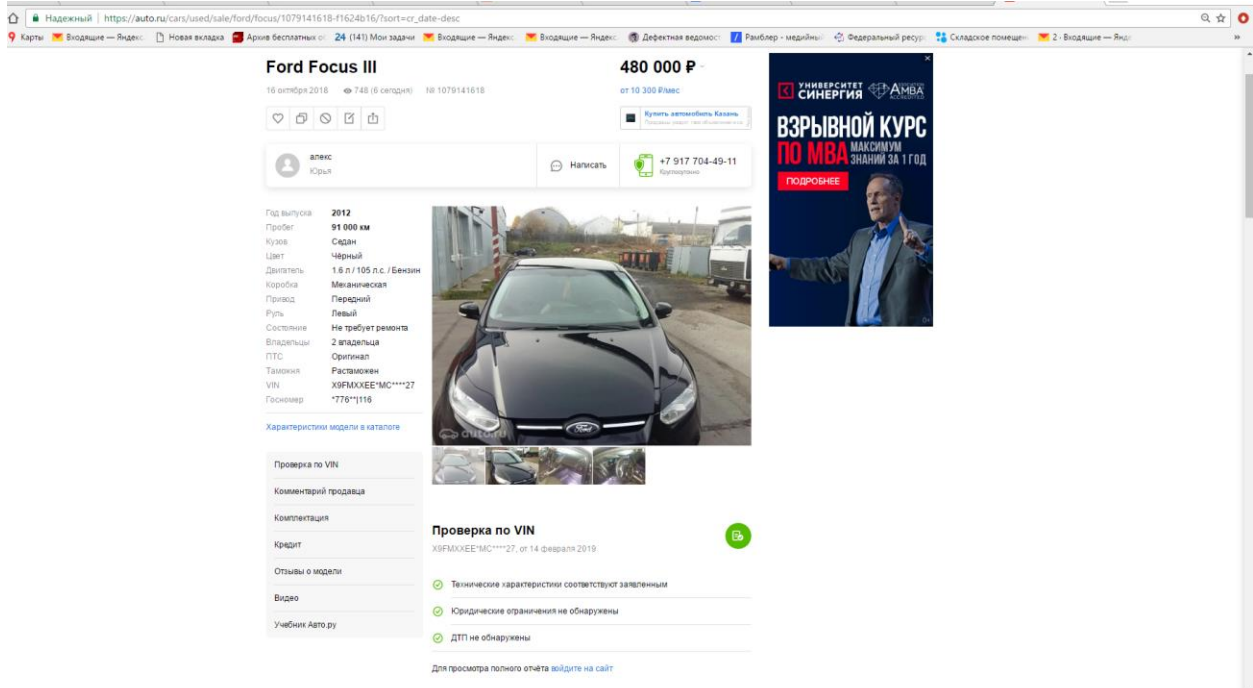 Надежный | https://auto.ru/cars/used/sale/ford/focus/1079141618-f1624b16/?sort=cr_date-desc
Карты Входящие — Яндекс Новая вкладка Архив бесплатных 24 (141) Мои задачи Входящие — Яндекс Входящие — Яндекс Дефектная ведомост Рамблер - медийны Федеральный ресур Складское помещен 2 - Входящие — Янд »
Ford Focus III 480 000 ₽
16 октября 2018 748 (6 сегодня) № 1079141618 от 10 300 ₽/мес
Купить автомобиль Казань
алекс
Юрья
Написать
+7 917 704-49-11
Круглосуточно
Год выпуска 2012
Пробег 91 000 км
Кузов Седан
Цвет Чёрный
Двигатель 1.6 л / 105 л.с. / Бензин
Коробка Механическая
Привод Передний
Руль Левый
Состояние Не требует ремонта
Владельцы 2 владельца
ПТС Оригинал
Таможня Растаможен
VIN X9FMXXEE*MC****27
Госномер *776**|116
Характеристики модели в каталоге
Проверка по VIN
Комментарий продавца
Комплектация
Кредит
Отзывы о модели
Видео
Учебник Авто.ру
Ford
auto.ru
Проверка по VIN
X9FMXXEE*MC****27, от 14 февраля 2019
Технические характеристики соответствуют заявленным
Юридические ограничения не обнаружены
ДТП не обнаружены
Для просмотра полного отчёта войдите на сайт
УНИВЕРСИТЕТ
СИНЕРГИЯ
AMBA
ACCREDITED
ВЗРЫВНОЙ КУРС
ПО MBA МАКСИМУМ
ЗНАНИЙ ЗА 1 ГОД
ПОДРОБНЕЕ